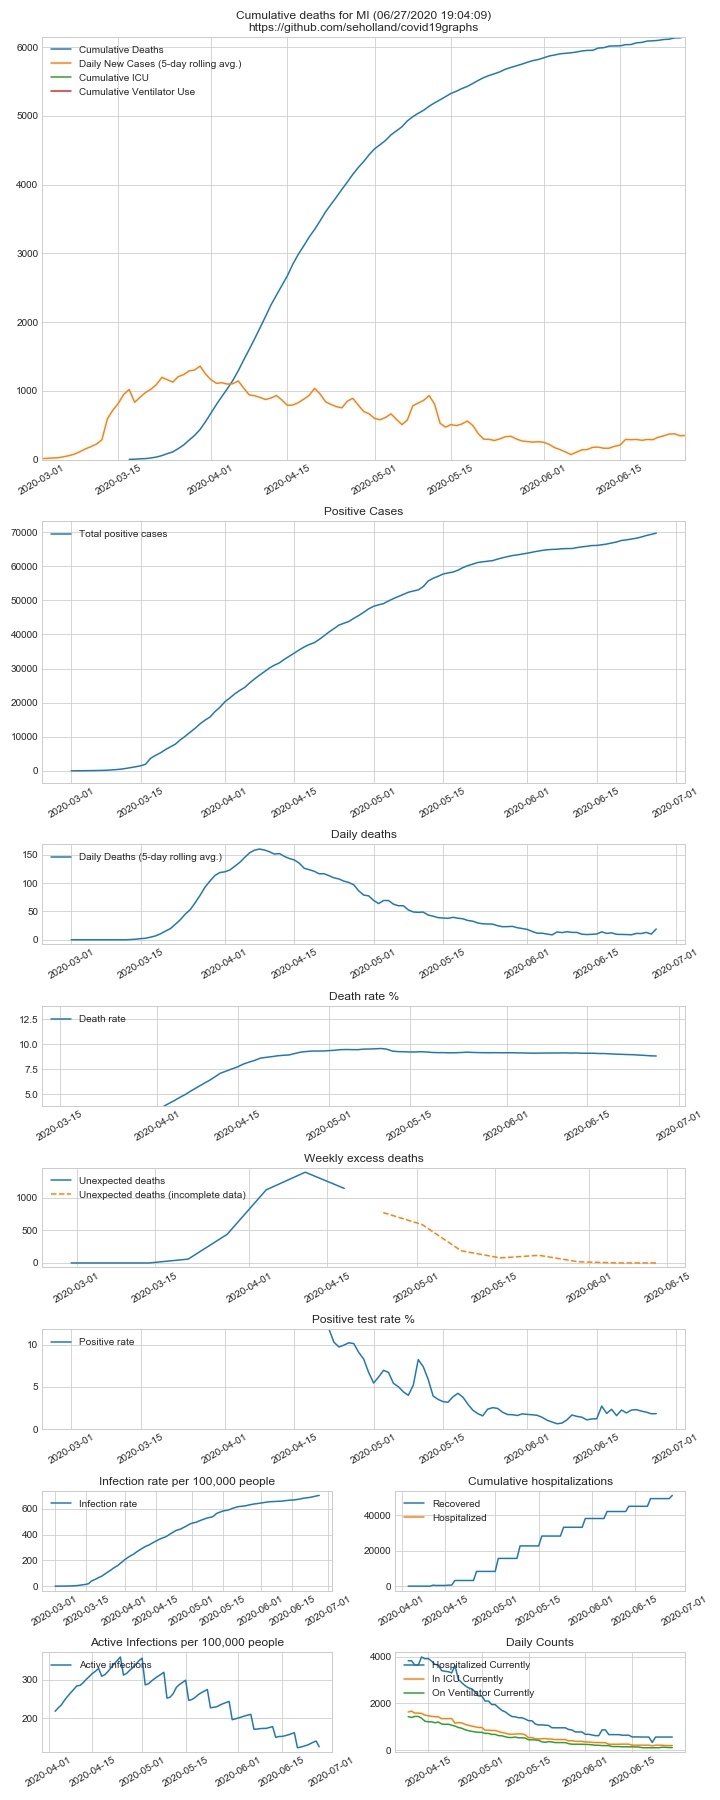 Cumulative deaths for MI (06/27/2020 19:04:09)
https://github.com/seholland/covid19graphs
Cumulative Deaths
Daily New Cases (5-day rolling avg.)
Cumulative ICU
Cumulative Ventilator Use
6000
5000
4000
3000
2000
1000
0
2020-03-01 2020-03-15 2020-04-01 2020-04-15 2020-05-01 2020-05-15 2020-06-01 2020-06-15
Positive Cases
Total positive cases
70000
60000
50000
40000
30000
20000
10000
0
2020-03-01 2020-03-15 2020-04-01 2020-04-15 2020-05-01 2020-05-15 2020-06-01 2020-06-15 2020-07-01
Daily deaths
Daily Deaths (5-day rolling avg.)
150
100
50
0
2020-03-01 2020-03-15 2020-04-01 2020-04-15 2020-05-01 2020-05-15 2020-06-01 2020-06-15 2020-07-01
Death rate %
Death rate
12.5
10.0
7.5
5.0
2020-03-15 2020-04-01 2020-04-15 2020-05-01 2020-05-15 2020-06-01 2020-06-15 2020-07-01
Weekly excess deaths
Unexpected deaths
Unexpected deaths (incomplete data)
1000
500
0
2020-03-01 2020-03-15 2020-04-01 2020-04-15 2020-05-01 2020-05-15 2020-06-01 2020-06-15
Positive test rate %
Positive rate
10
5
0
2020-03-01 2020-03-15 2020-04-01 2020-04-15 2020-05-01 2020-05-15 2020-06-01 2020-06-15 2020-07-01
Infection rate per 100,000 people
Infection rate
600
400
200
0
2020-03-01 2020-03-15 2020-04-01 2020-04-15 2020-05-01 2020-05-15 2020-06-01 2020-06-15 2020-07-01
Cumulative hospitalizations
Recovered
Hospitalized
40000
20000
0
2020-04-01 2020-04-15 2020-05-01 2020-05-15 2020-06-01 2020-06-15 2020-07-01
Active Infections per 100,000 people
Active infections
300
200
2020-04-01 2020-04-15 2020-05-01 2020-05-15 2020-06-01 2020-06-15 2020-07-01
Daily Counts
Hospitalized Currently
In ICU Currently
On Ventilator Currently
4000
2000
0
2020-04-15 2020-05-01 2020-05-15 2020-06-01 2020-06-15